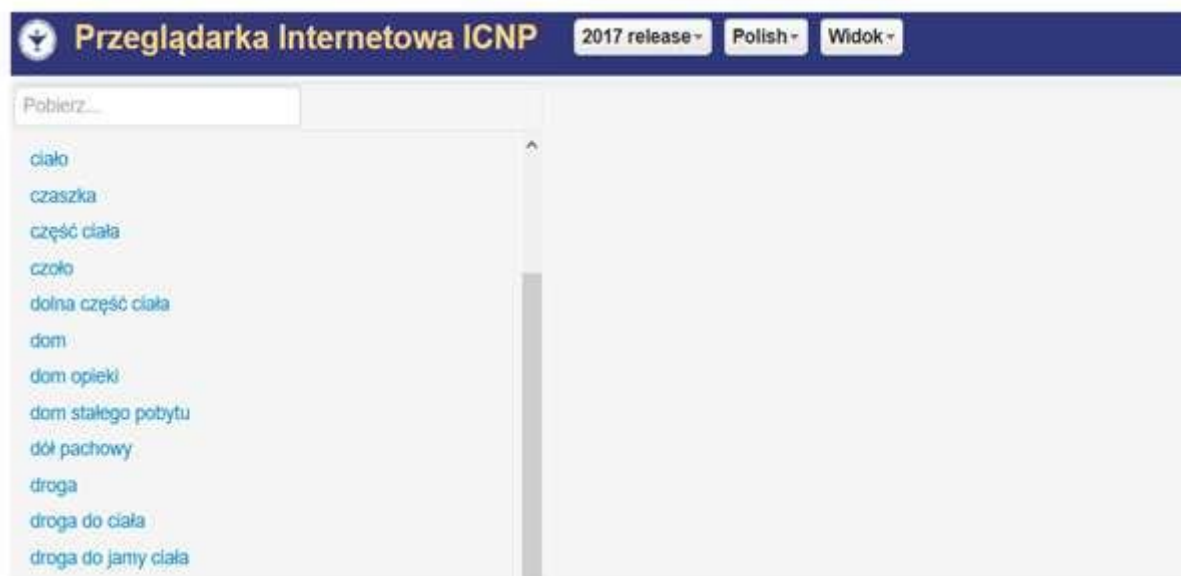 Przeglądarka Internetowa ICNP 2017 release Polish Widok
Pobierz...
ciało
czaszka
część ciała
czoło
dolna część ciała
dom
dom opieki
dom stałego pobytu
dół pachowy
droga
droga do ciała
droga do jamy ciała